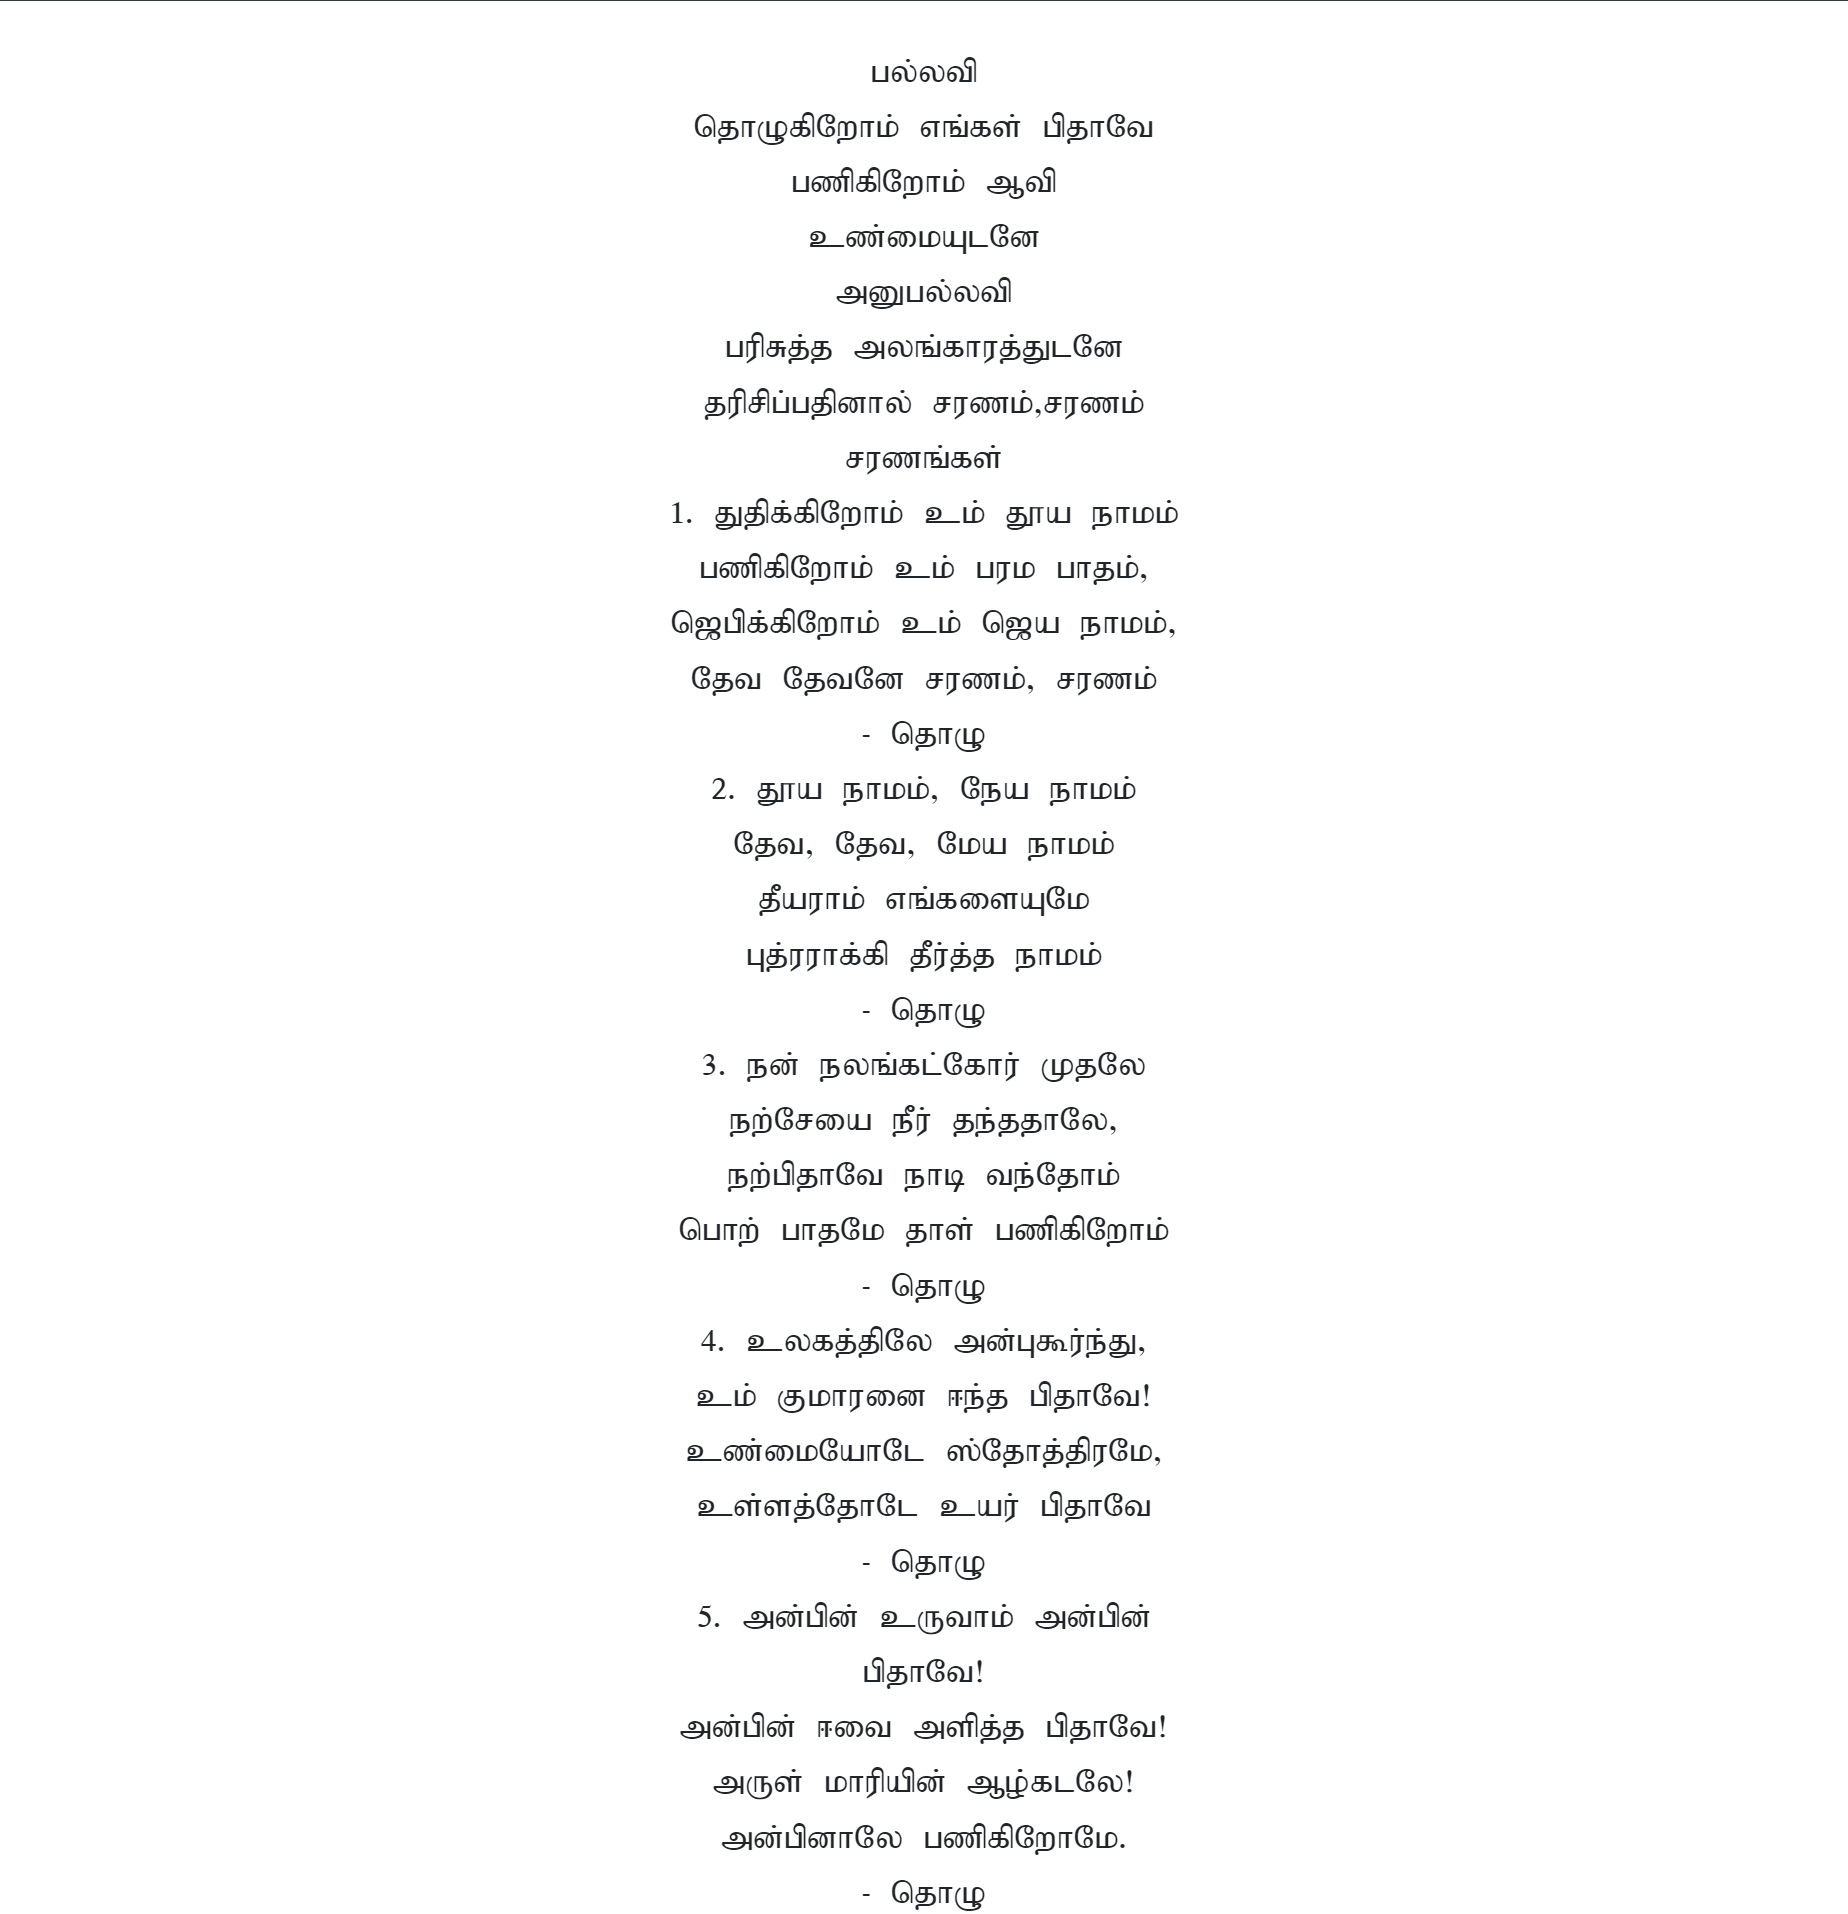 பல்லவி
தொழுகிறோம் எங்கள் பிதாவே
பணிகிறோம் ஆவி
உண்மையுடனே
அனுபல்லவி
பரிசுத்த அலங்காரத்துடனே
தரிசிப்பதினால் சரணம்,சரணம்
சரணங்கள்
1. துதிக்கிறோம் உம் தூய நாமம்
பணிகிறோம் உம் பரம பாதம்,
ஜெபிக்கிறோம் உம் ஜெய நாமம்,
தேவ தேவனே சரணம், சரணம்
- தொழு
2. தூய நாமம், நேய நாமம்
தேவ, தேவ, மேய நாமம்
தீயராம் எங்களையுமே
புத்ரராக்கி தீர்த்த நாமம்
- தொழு
3. நன் நலங்கட்கோர் முதலே
நற்சேயை நீர் தந்ததாலே,
நற்பிதாவே நாடி வந்தோம்
பொற் பாதமே தாள் பணிகிறோம்
- தொழு
4. உலகத்திலே அன்புகூர்ந்து,
உம் குமாரனை ஈந்த பிதாவே!
உண்மையோடே ஸ்தோத்திரமே,
உள்ளத்தோடே உயர் பிதாவே
- தொழு
5. அன்பின் உருவாம் அன்பின்
பிதாவே!
அன்பின் ஈவை அளித்த பிதாவே!
அருள் மாரியின் ஆழ்கடலே!
அன்பினாலே பணிகிறோமே.
- தொழு